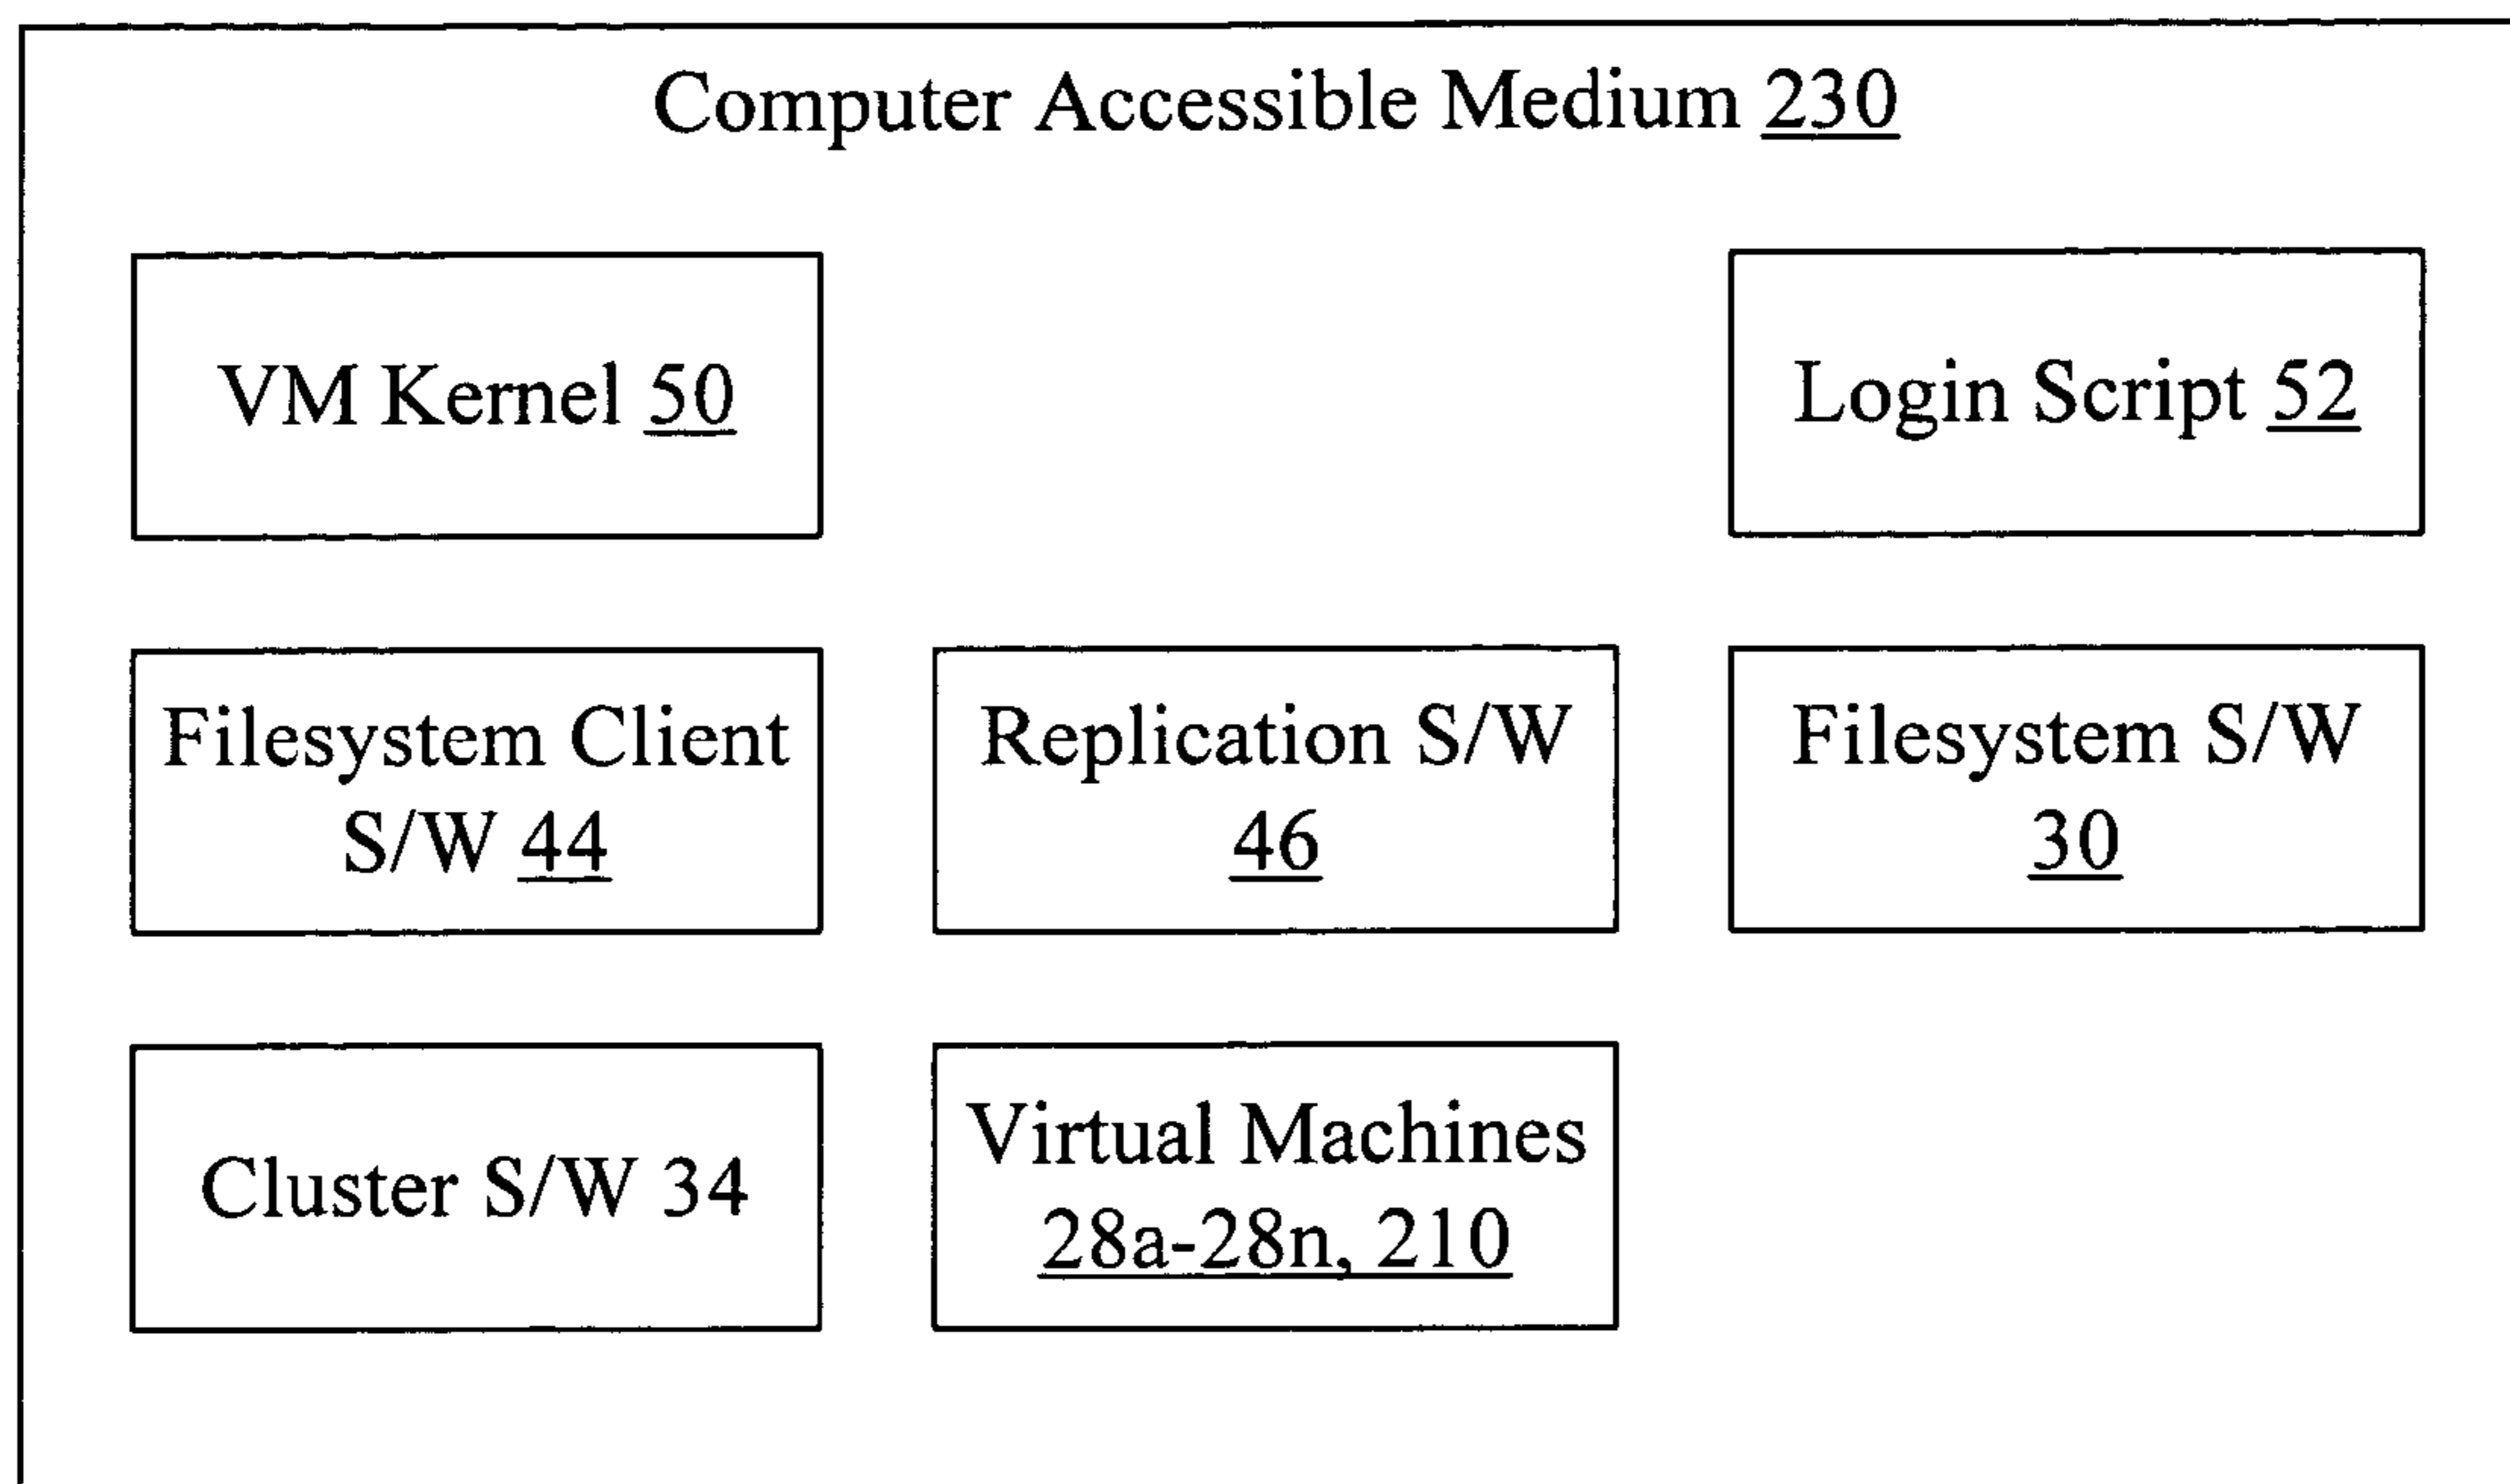 Computer Accessible Medium 230
VM Kernel 50
Login Script 52
Filesystem Client
S/W 44
Replication S/W
46
Filesystem S/W
30
Cluster S/W 34
Virtual Machines
28a-28n, 210